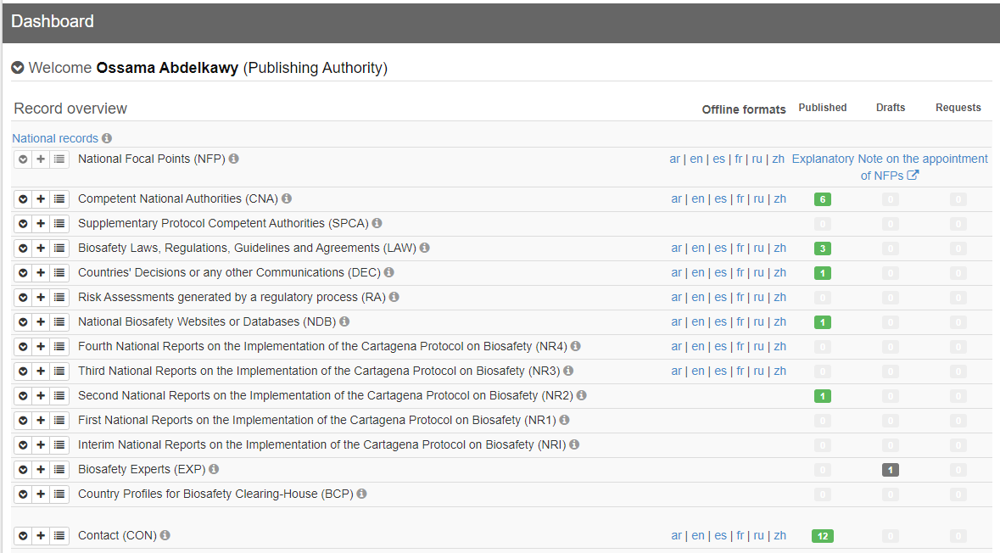 Dashboard
Welcome Ossama Abdelkawy (Publishing Authority)
Record overview Offline formats Published Drafts Requests
National records
National Focal Points (NFP) ar | en | es | fr | ru | zh Explanatory Note on the appointment
of NFPs
Competent National Authorities (CNA) ar | en | es | fr | ru | zh 6 0 0
Supplementary Protocol Competent Authorities (SPCA) 0 0 0
Biosafety Laws, Regulations, Guidelines and Agreements (LAW) ar | en | es | fr | ru | zh 3 0 0
Countries' Decisions or any other Communications (DEC) ar | en | es | fr | ru | zh 1 0 0
Risk Assessments generated by a regulatory process (RA) ar | en | es | fr | ru | zh 0 0 0
National Biosafety Websites or Databases (NDB) ar | en | es | fr | ru | zh 1 0 0
Fourth National Reports on the Implementation of the Cartagena Protocol on Biosafety (NR4) ar | en | es | fr | ru | zh 0 0 0
Third National Reports on the Implementation of the Cartagena Protocol on Biosafety (NR3) ar | en | es | fr | ru | zh 0 0 0
Second National Reports on the Implementation of the Cartagena Protocol on Biosafety (NR2) 1 0 0
First National Reports on the Implementation of the Cartagena Protocol on Biosafety (NR1) 0 0 0
Interim National Reports on the Implementation of the Cartagena Protocol on Biosafety (NRI) 0 0 0
Biosafety Experts (EXP) 0 1 0
Country Profiles for Biosafety Clearing-House (BCP) 0 0 0
Contact (CON) ar | en | es | fr | ru | zh 12 0 0